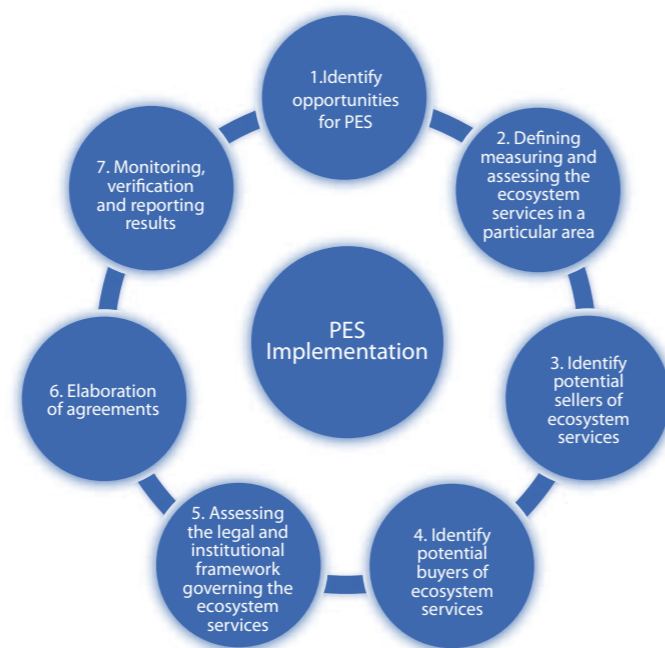 1.Identify
opportunities
for PES
2. Defining
measuring and
assessing the
ecosystem
services in a
particular area
3. Identify
potential
sellers of
ecosystem
services
4. Identify
potential
buyers of
ecosystem
services
5. Assessing
the legal and
institutional
framework
governing the
ecosystem
services
6. Elaboration
of agreements
7. Monitoring,
verification
and reporting
results
PES
Implementation